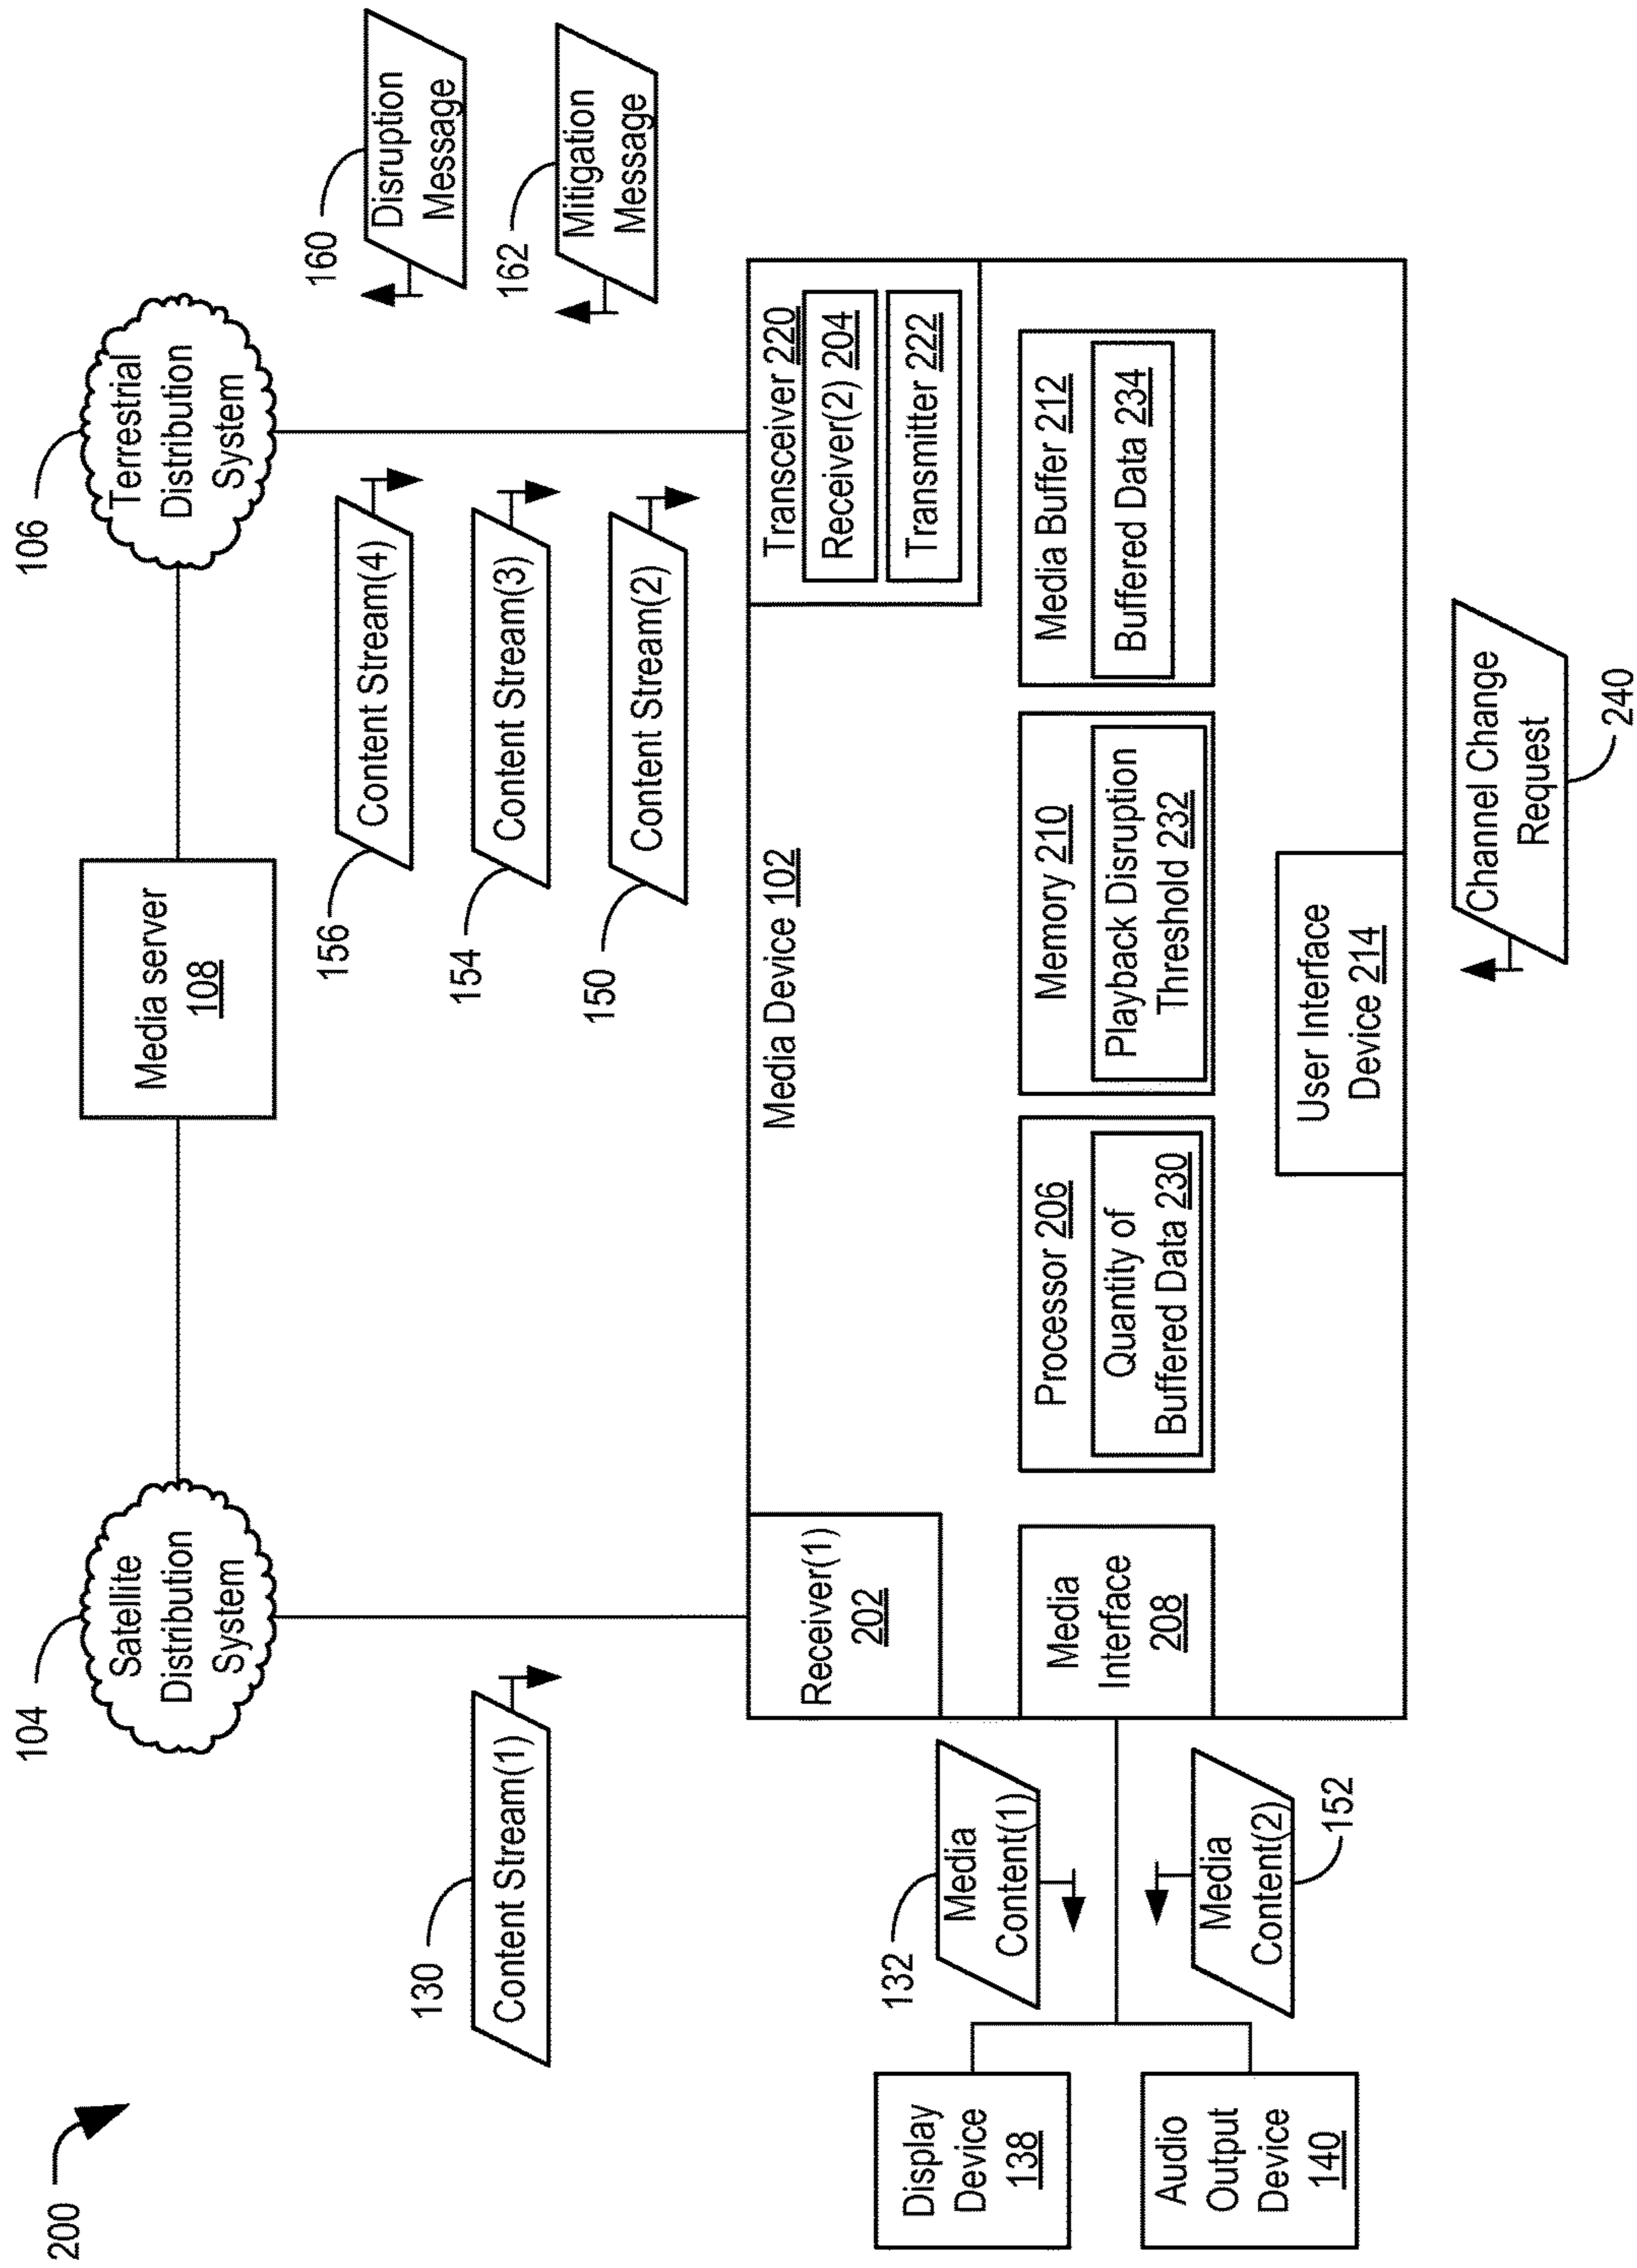 200
104
Satellite
Distribution
System
Media server
108
106
Terrestrial
Distribution
System
130
Content Stream(1)
156
Content Stream(4)
154
Content Stream(3)
150
Content Stream(2)
160
Disruption
Message
162
Mitigation
Message
Receiver(1)
202
Media Device 102
Transceiver 220
Receiver(2) 204
Transmitter 222
Display
Device
138
Audio
Output
Device
140
132
Media
Content(1)
Media
Content(2)
152
Media
Interface
208
Processor 206
Quantity of
Buffered Data 230
Memory 210
Playback Disruption
Threshold 232
Media Buffer 212
Buffered Data 234
User Interface
Device 214
Channel Change
Request
240